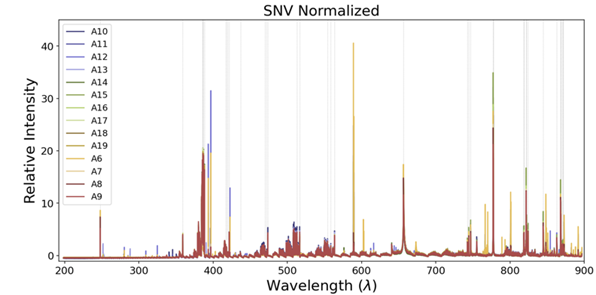 SNV Normalized
Relative Intensity
40
30
20
10
0
A10
A11
A12
A13
A14
A15
A16
A17
A18
A19
A6
A7
A8
A9
200 300 400 500 600 700 800 900
Wavelength (λ)